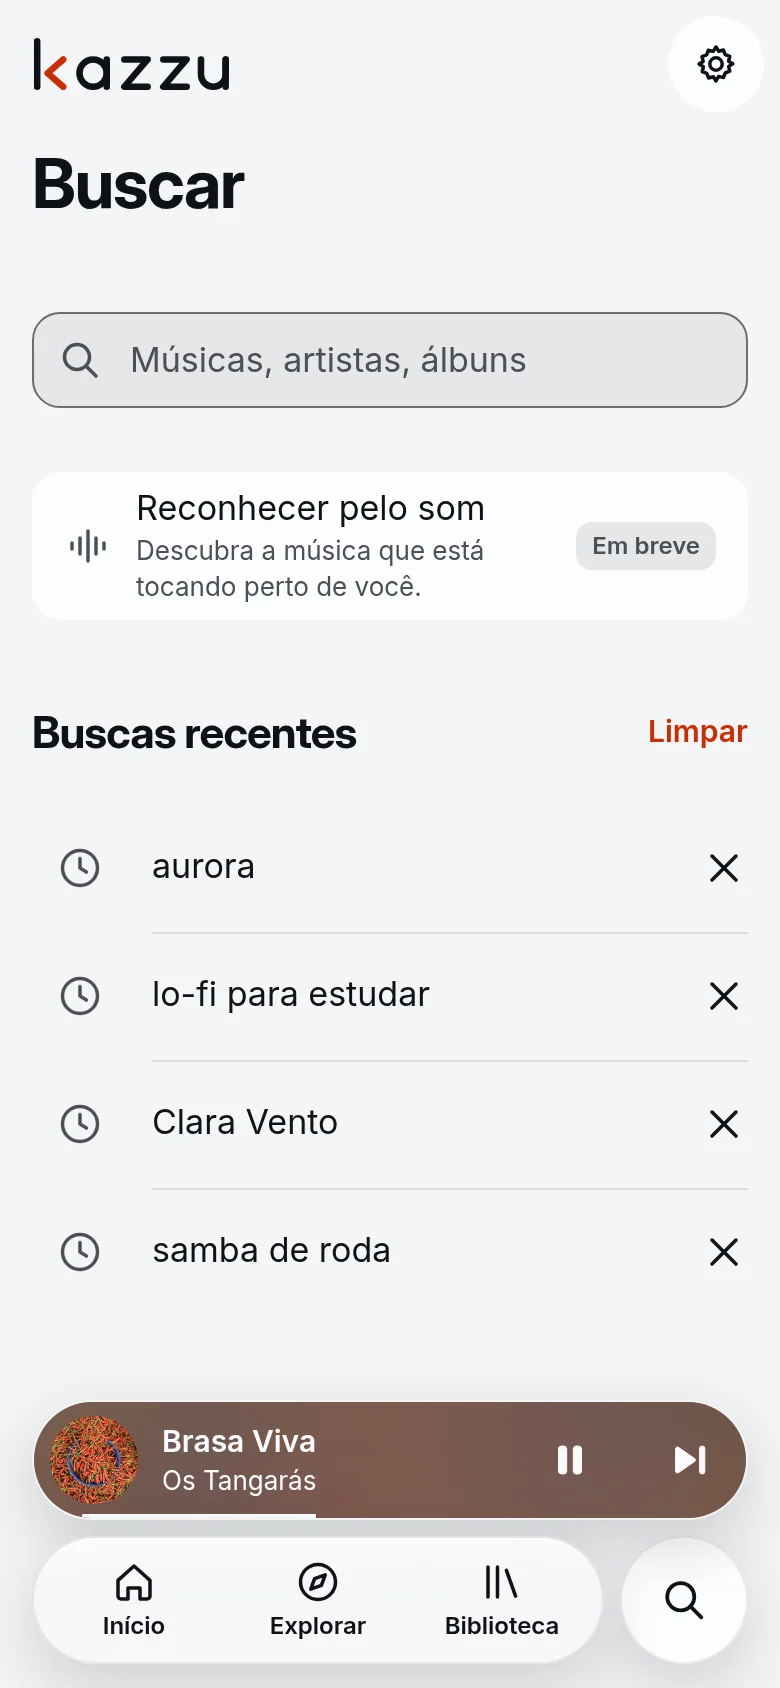 kazzu
Buscar
Músicas, artistas, álbuns
Reconhecer pelo som
Descubra a música que está
tocando perto de você.
Em breve
Buscas recentes
Limpar
aurora
lo-fi para estudar
Clara Vento
samba de roda
Brasa Viva
Os Tangarás
Início
Explorar
Biblioteca